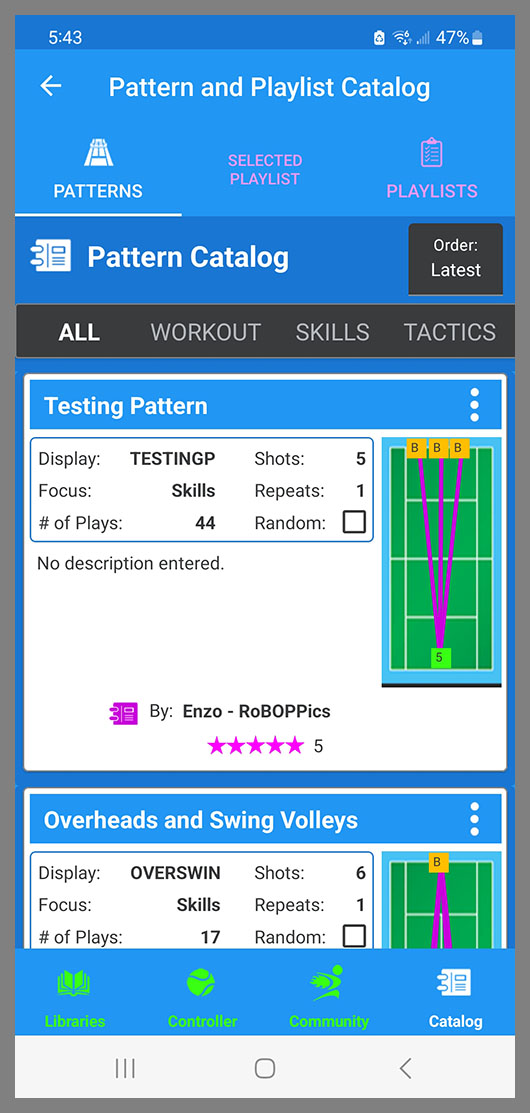 5:43 47%
Pattern and Playlist Catalog
PATTERNS
SELECTED
PLAYLIST
PLAYLISTS
Pattern Catalog
Order:
Latest
ALL WORKOUT SKILLS TACTICS
Testing Pattern
Display: TESTINGP Shots: 5
Focus: Skills Repeats: 1
# of Plays: 44 Random:
B B B
5
No description entered.
By: Enzo - RoBOPPics
5
Overheads and Swing Volleys
Display: OVERSWIN Shots: 6
Focus: Skills Repeats: 1
# of Plays: 17 Random:
B
Libraries Controller Community Catalog